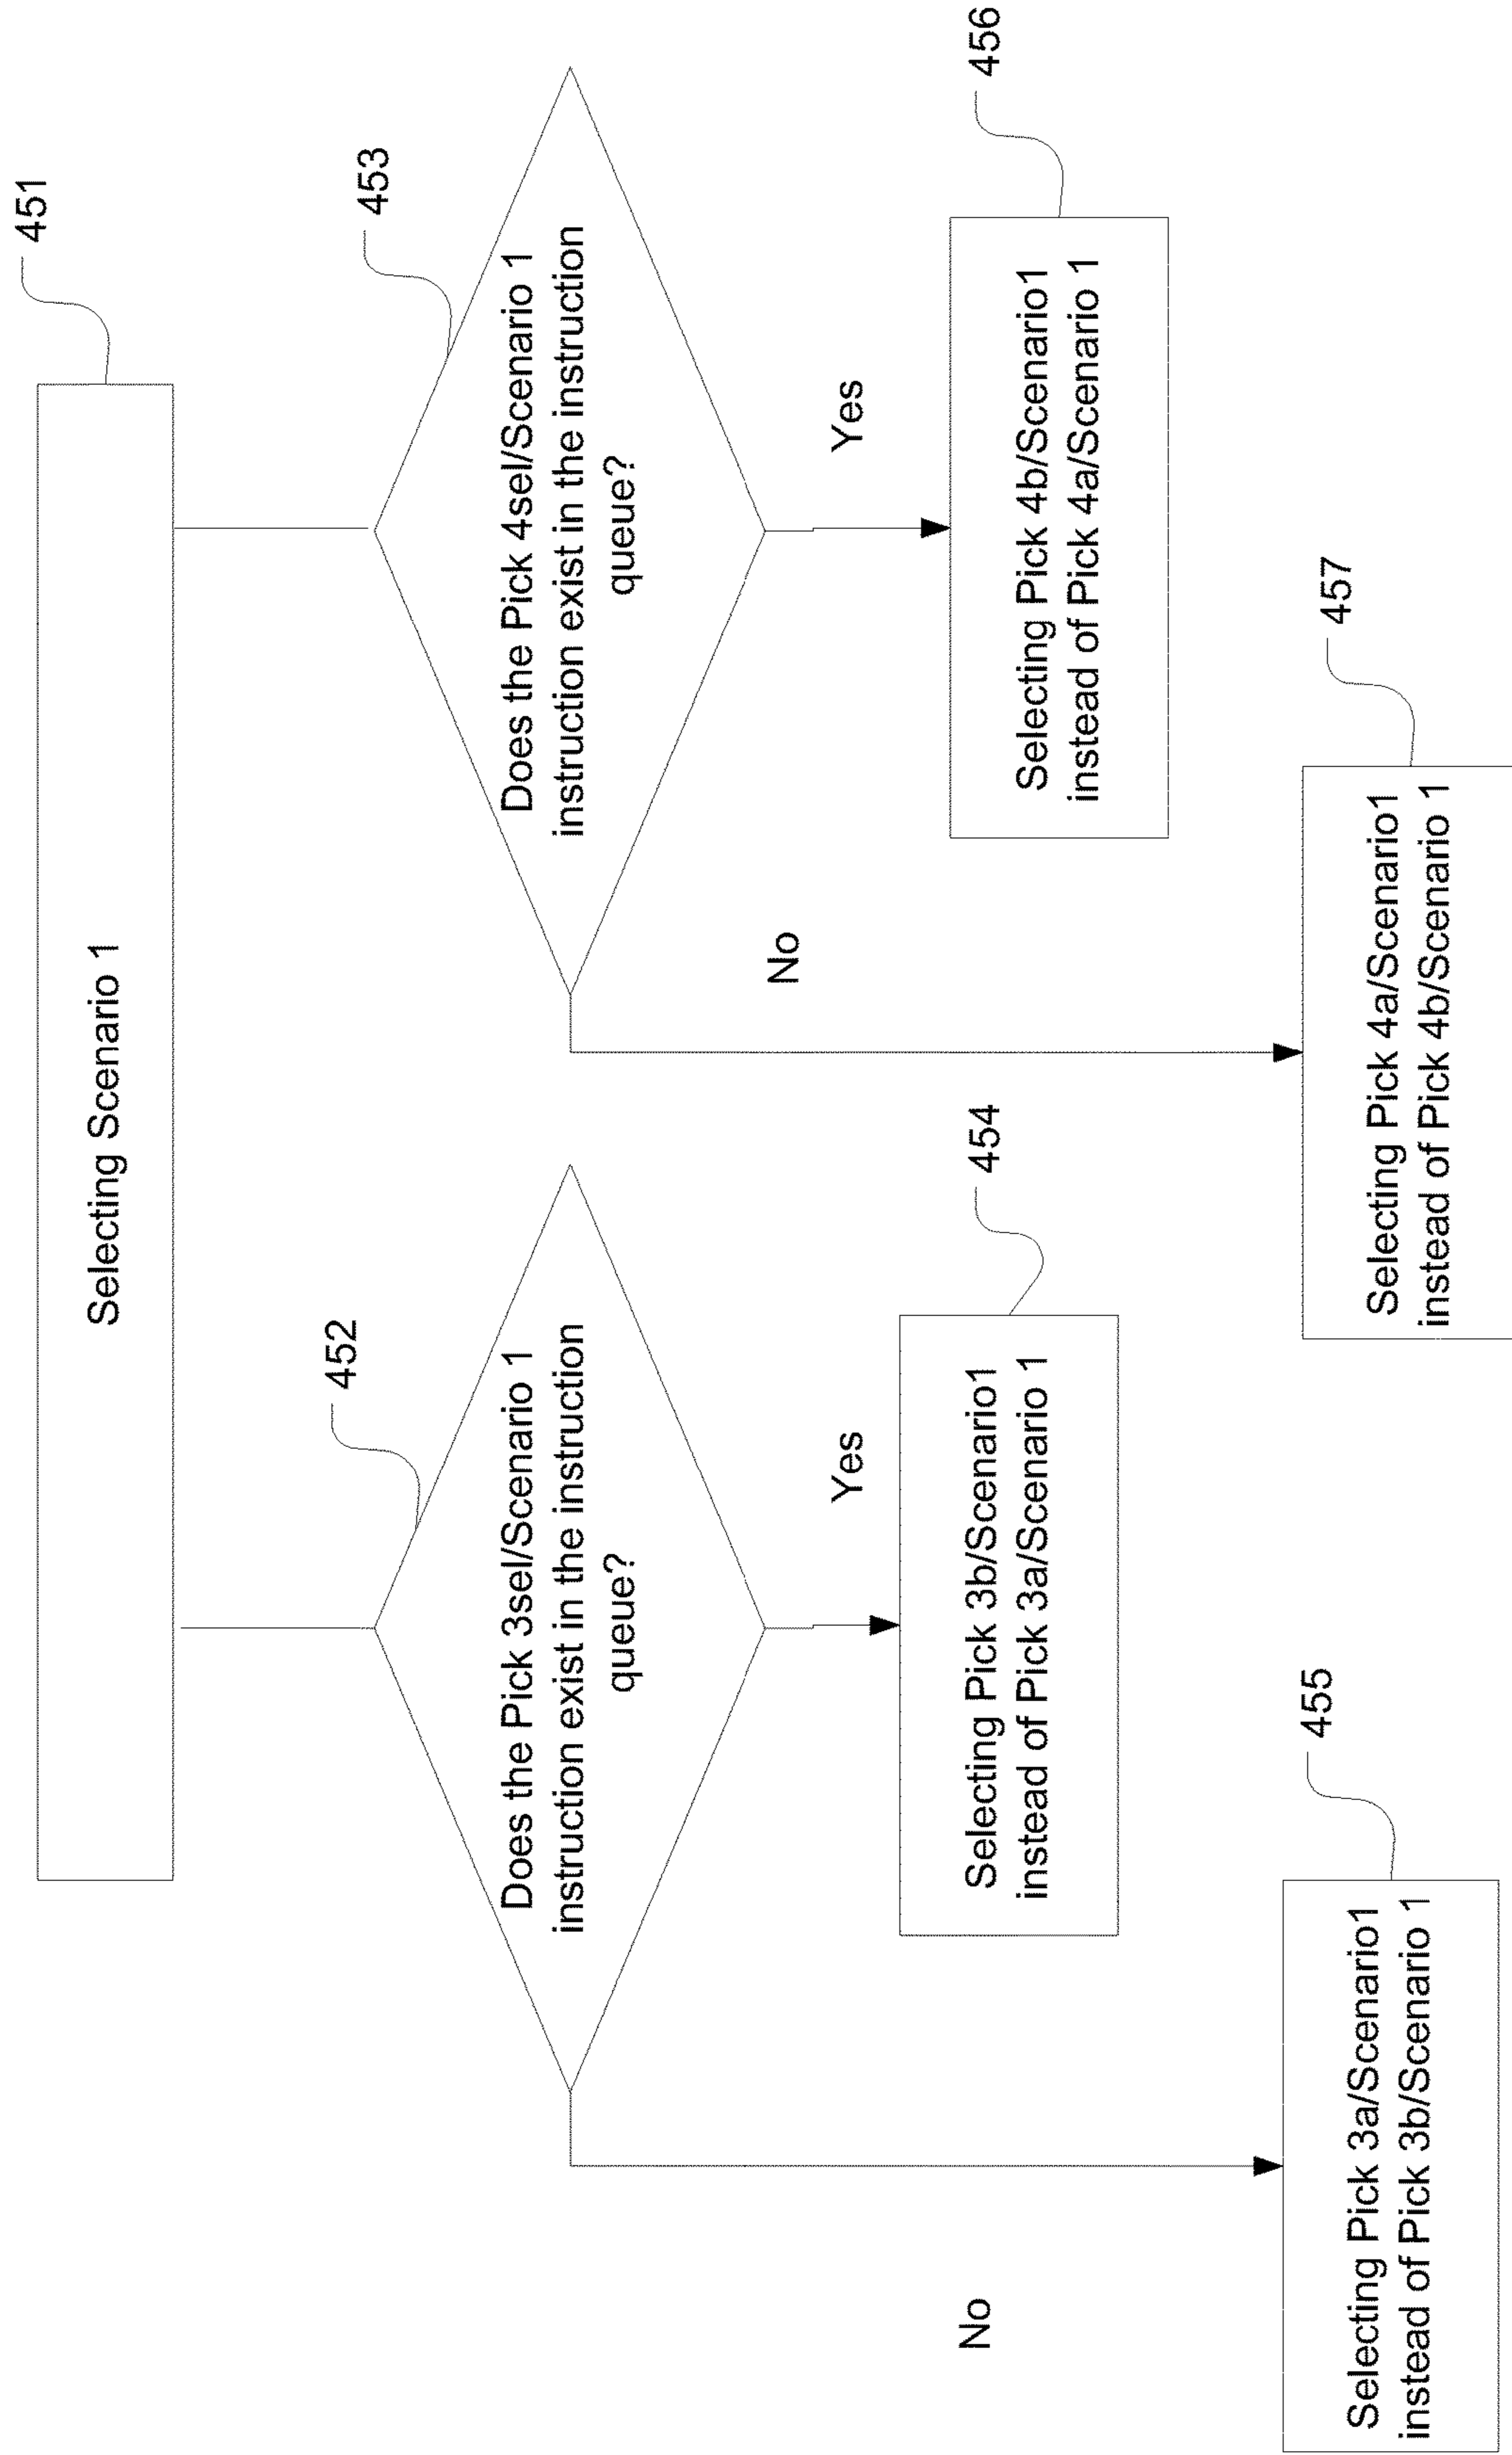 451
Selecting Scenario 1
452
Does the Pick 3sel/Scenario 1
instruction exist in the instruction
queue?
453
Does the Pick 4sel/Scenario 1
instruction exist in the instruction
queue?
Yes
454
Selecting Pick 3b/Scenario1
instead of Pick 3a/Scenario 1
No
455
Selecting Pick 3a/Scenario1
instead of Pick 3b/Scenario 1
Yes
456
Selecting Pick 4b/Scenario1
instead of Pick 4a/Scenario 1
No
457
Selecting Pick 4a/Scenario1
instead of Pick 4b/Scenario 1